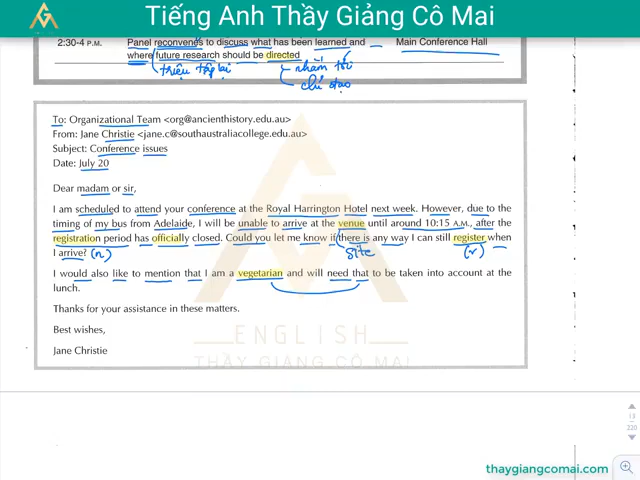 Tiếng Anh Thầy Giảng Cô Mai
2:30-4 P.M. Panel reconvenes to discuss what has been learned and Main Conference Hall
where future research should be directed
triệu tập lại
nhắm tới
chỉ đạo
To: Organizational Team <org@ancienthistory.edu.au>
From: Jane Christie <jane.c@southaustraliacollege.edu.au>
Subject: Conference issues
Date: July 20
Dear madam or sir,
I am scheduled to attend your conference at the Royal Harrington Hotel next week. However, due to the
timing of my bus from Adelaide, I will be unable to arrive at the venue until around 10:15 A.M., after the
registration period has officially closed. Could you let me know if there is any way I can still register when
I arrive? (n) site (v)
I would also like to mention that I am a vegetarian and will need that to be taken into account at the
lunch.
Thanks for your assistance in these matters.
Best wishes,
ENGLISH
Jane Christie
THẦY GIẢNG CÔ MAI
13
220
thaygiangcomai.com